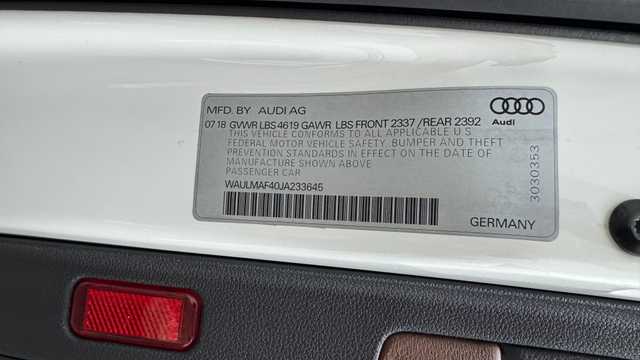 MFD. BY AUDI AG
07 18 GVWR LBS 4619 GAWR LBS FRONT 2337 /REAR 2392
THIS VEHICLE CONFORMS TO ALL APPLICABLE U S
FEDERAL MOTOR VEHICLE SAFETY, BUMPER AND THEFT
PREVENTION STANDARDS IN EFFECT ON THE DATE OF
MANUFACTURE SHOWN ABOVE
PASSENGER CAR
WAULMAF40JA233645
Audi
3030353
GERMANY